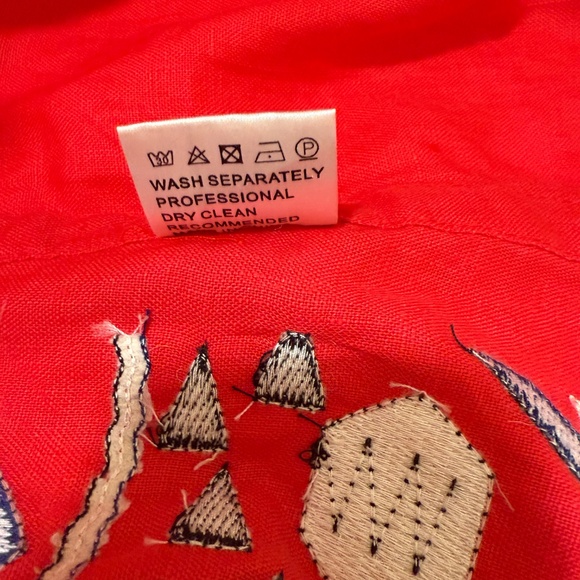 P
WASH SEPARATELY
PROFESSIONAL
DRY CLEAN
RECOMMENDED